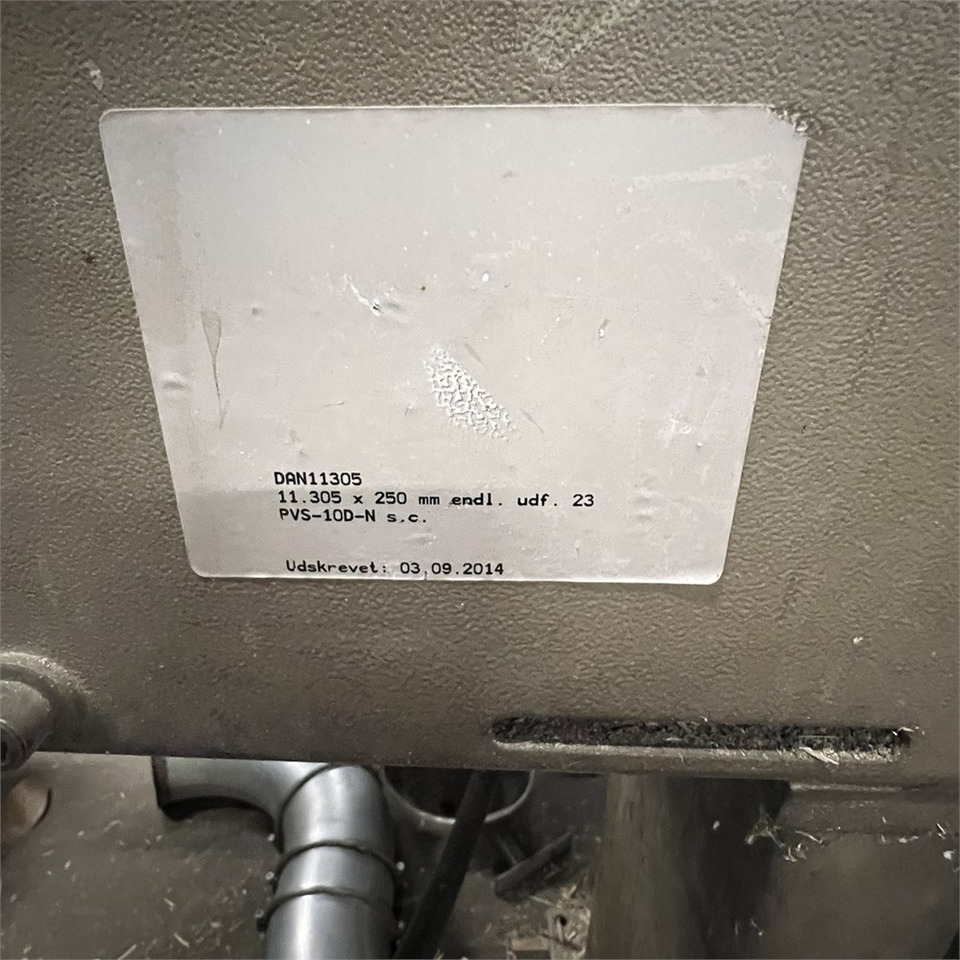 DAN11305
11.305 x 250 mm endl. udf. 23
PVS-10D-N s.c.
Udskrevet: 03.09.2014